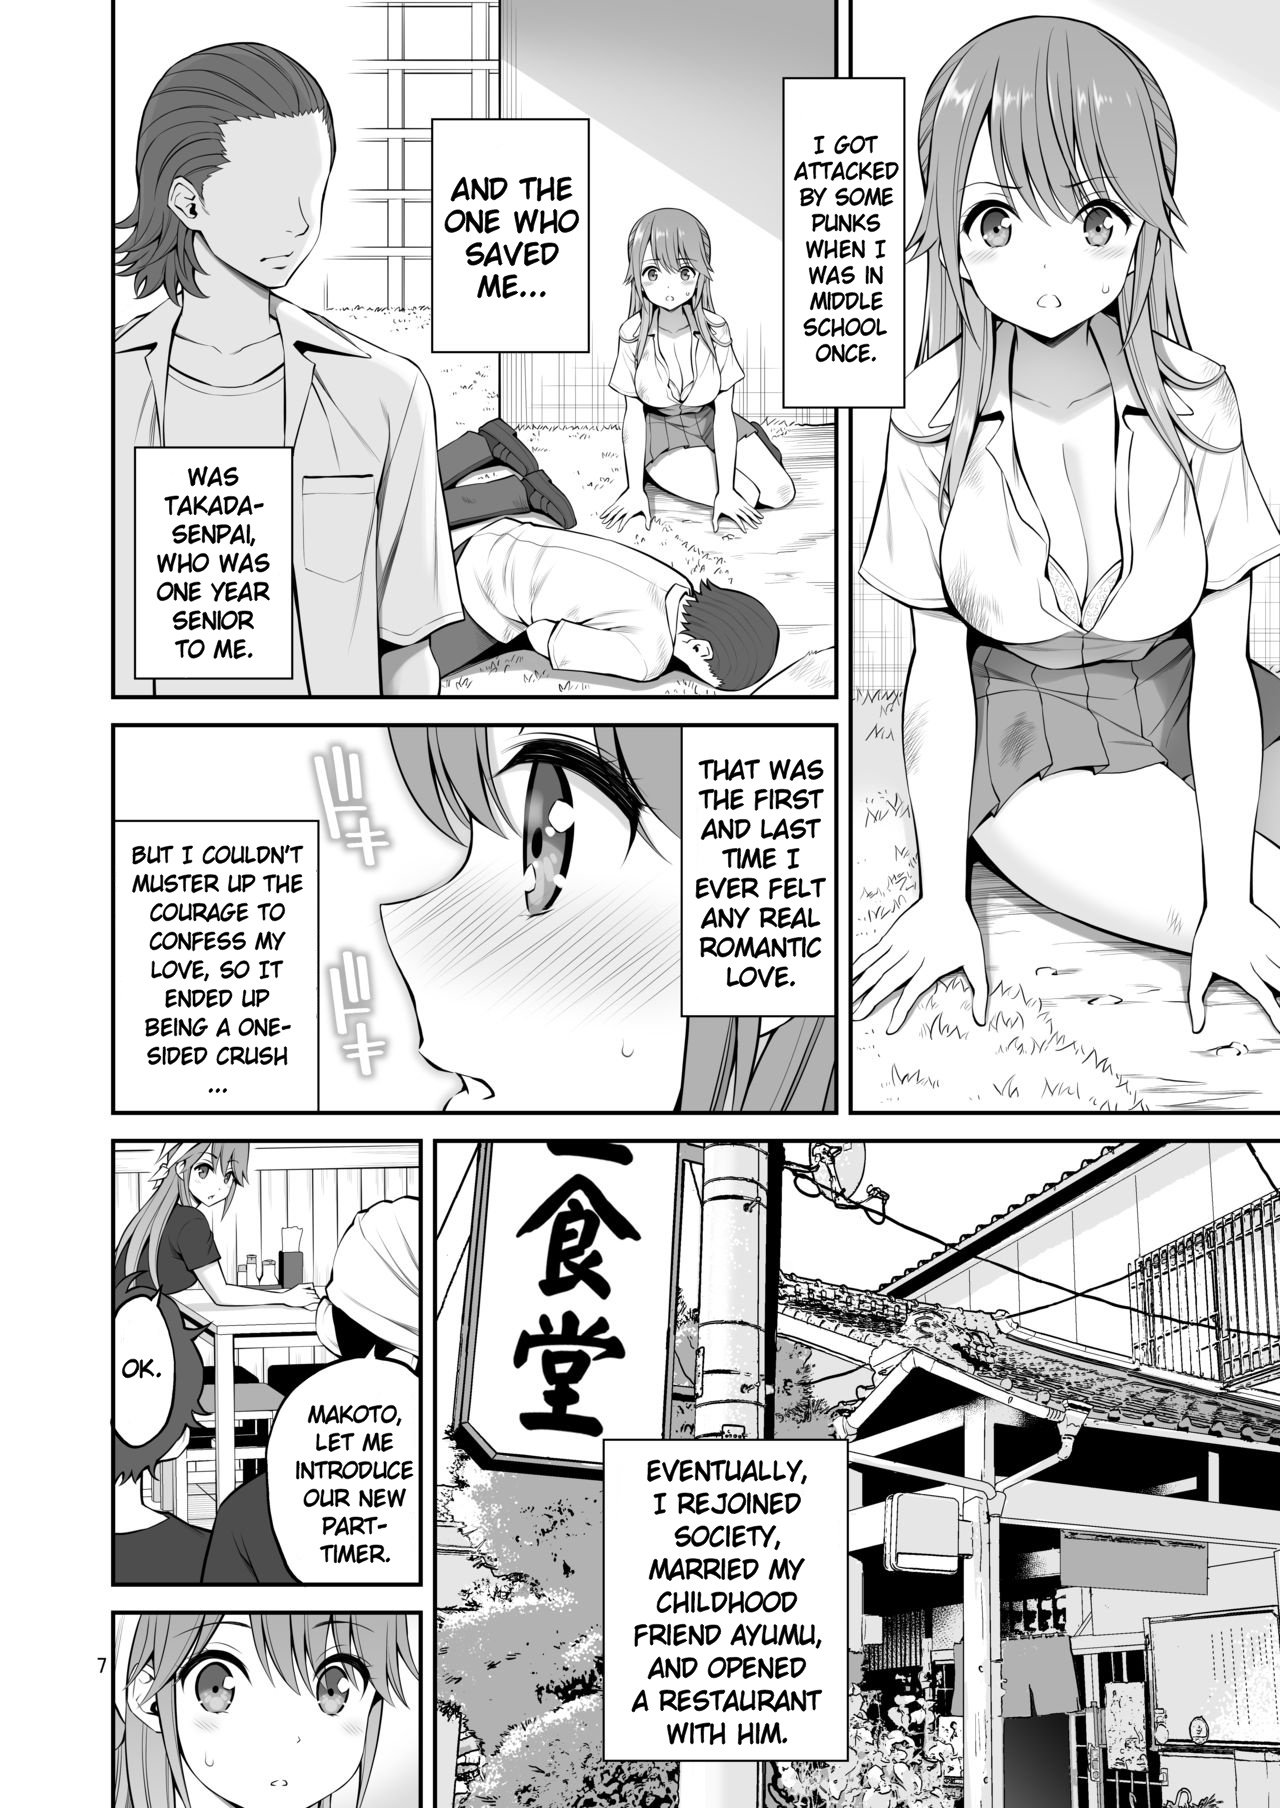 I GOT
ATTACKED
BY SOME
PUNKS
WHEN I
WAS IN
MIDDLE
SCHOOL
ONCE.
AND THE
ONE WHO
SAVED
ME...
WAS
TAKADA-
SENPAI,
WHO WAS
ONE YEAR
SENIOR
TO ME.
THAT WAS
THE FIRST
AND LAST
TIME I
EVER FELT
ANY REAL
ROMANTIC
LOVE.
ドキ
ドキ
BUT I COULDN'T
MUSTER UP THE
COURAGE TO
CONFESS MY
LOVE, SO IT
ENDED UP
BEING A ONE-
SIDED CRUSH
...
食堂
EVENTUALLY,
I REJOINED
SOCIETY,
MARRIED MY
CHILDHOOD
FRIEND AYUMU,
AND OPENED
A RESTAURANT
WITH HIM.
MAKOTO,
LET ME
INTRODUCE
OUR NEW
PART-
TIMER.
OK.
7